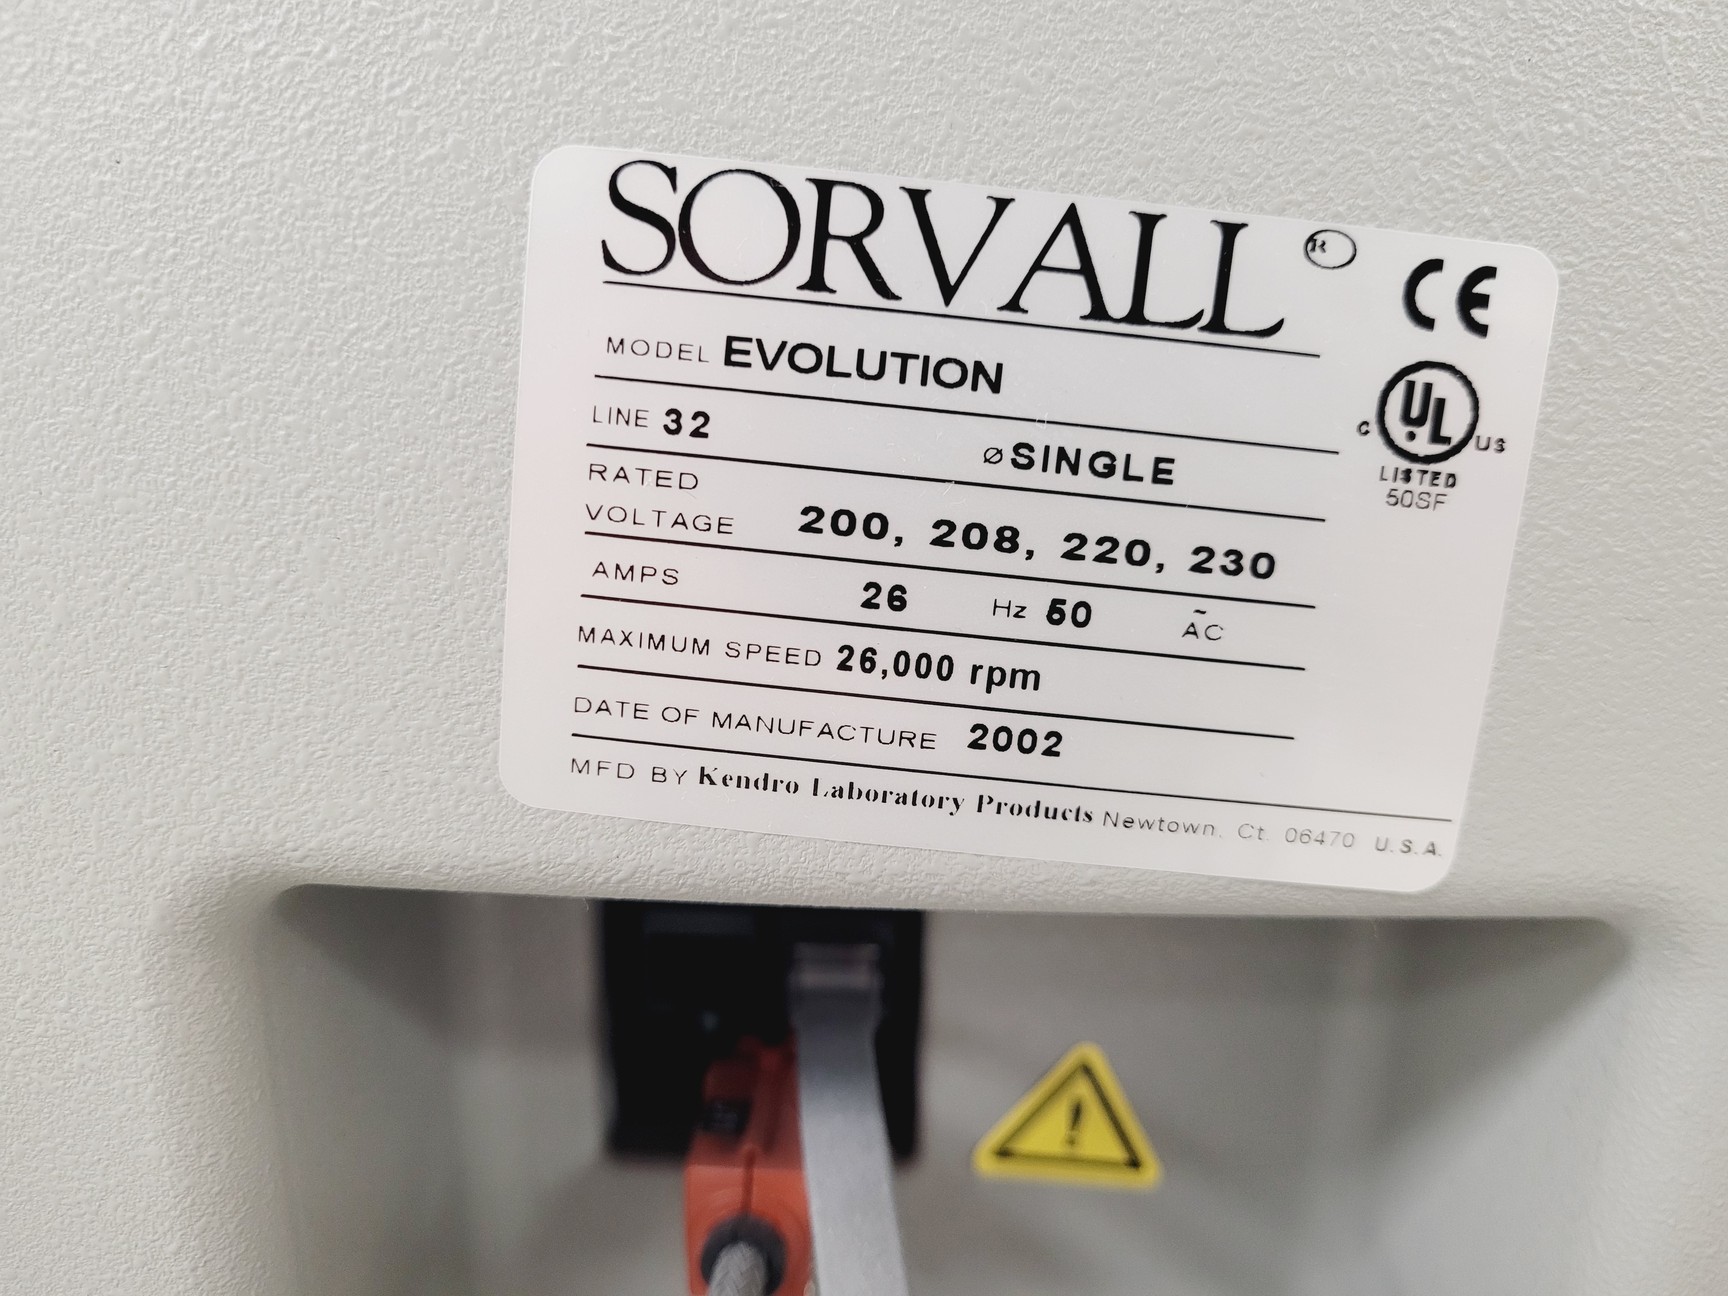 SORVALL ®
CE
MODEL EVOLUTION
LINE 32 ø SINGLE
C UL US
LISTED
50SF
RATED
VOLTAGE 200, 208, 220, 230
AMPS 26 Hz 50 ~ AC
MAXIMUM SPEED 26,000 rpm
DATE OF MANUFACTURE 2002
MFD BY Kendro Laboratory Products Newtown, Ct. 06470 U.S.A.
!